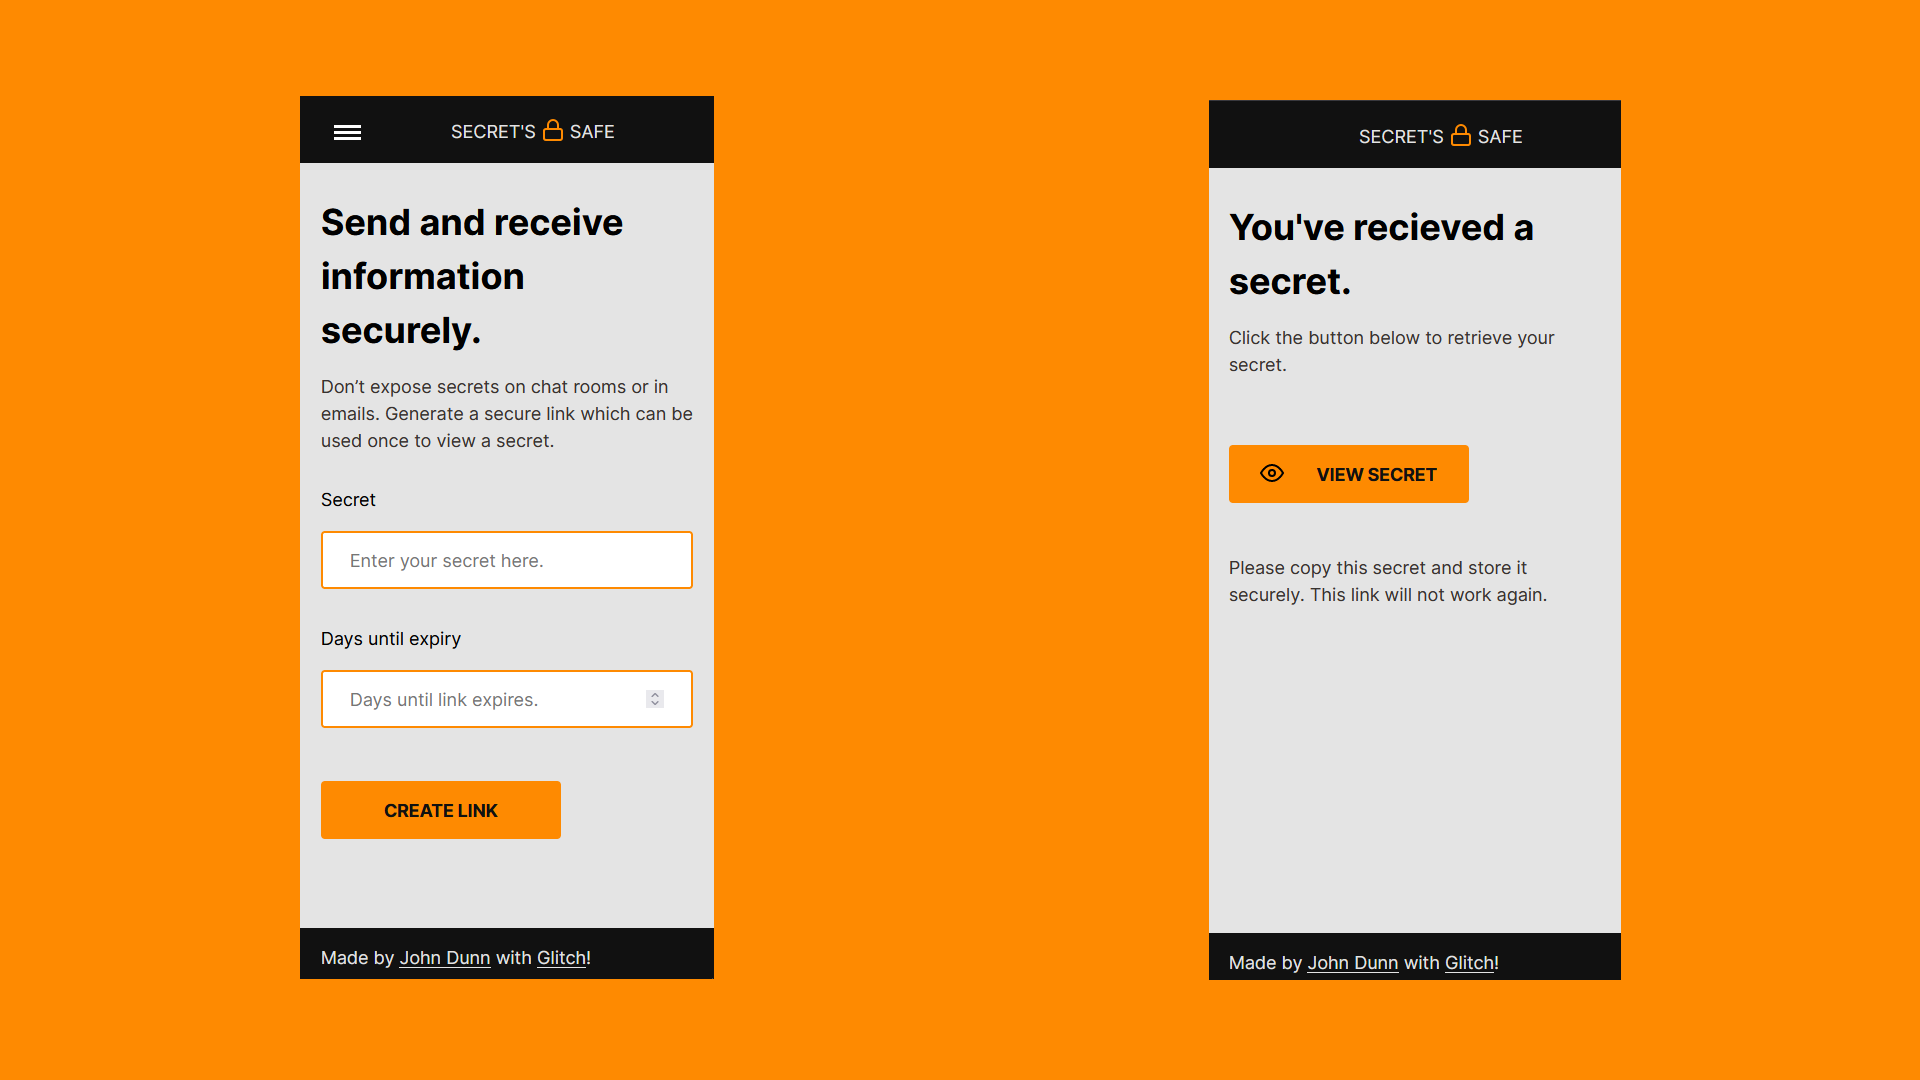 SECRET'S SAFE
Send and receive
information
securely.
Don’t expose secrets on chat rooms or in
emails. Generate a secure link which can be
used once to view a secret.
Secret
Enter your secret here.
Days until expiry
Days until link expires.
CREATE LINK
Made by John Dunn with Glitch!
SECRET'S SAFE
You've recieved a
secret.
Click the button below to retrieve your
secret.
VIEW SECRET
Please copy this secret and store it
securely. This link will not work again.
Made by John Dunn with Glitch!